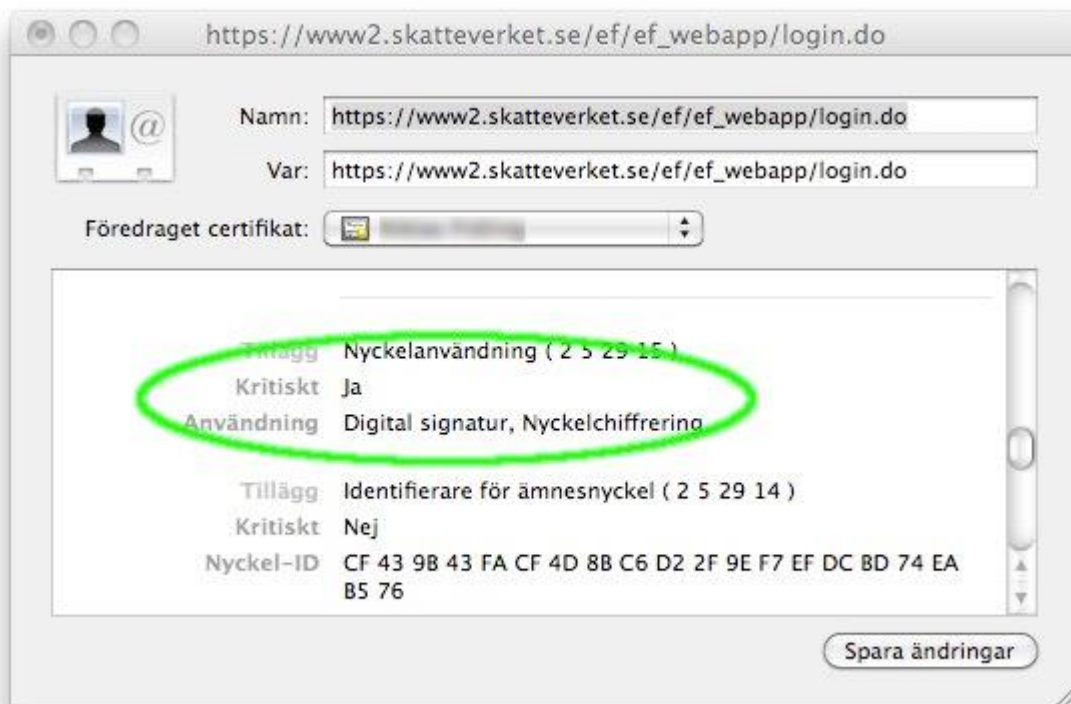 https://www2.skatteverket.se/ef/ef_webapp/login.do
@
Namn: https://www2.skatteverket.se/ef/ef_webapp/login.do
Var: https://www2.skatteverket.se/ef/ef_webapp/login.do
Föredraget certifikat:
Tillägg Nyckelanvändning ( 2 5 29 15 )
Kritiskt Ja
Användning Digital signatur, Nyckelchiffrering
Tillägg Identifierare för ämnesnyckel ( 2 5 29 14 )
Kritiskt Nej
Nyckel-ID CF 43 9B 43 FA CF 4D 8B C6 D2 2F 9E F7 EF DC BD 74 EA
B5 76
Spara ändringar